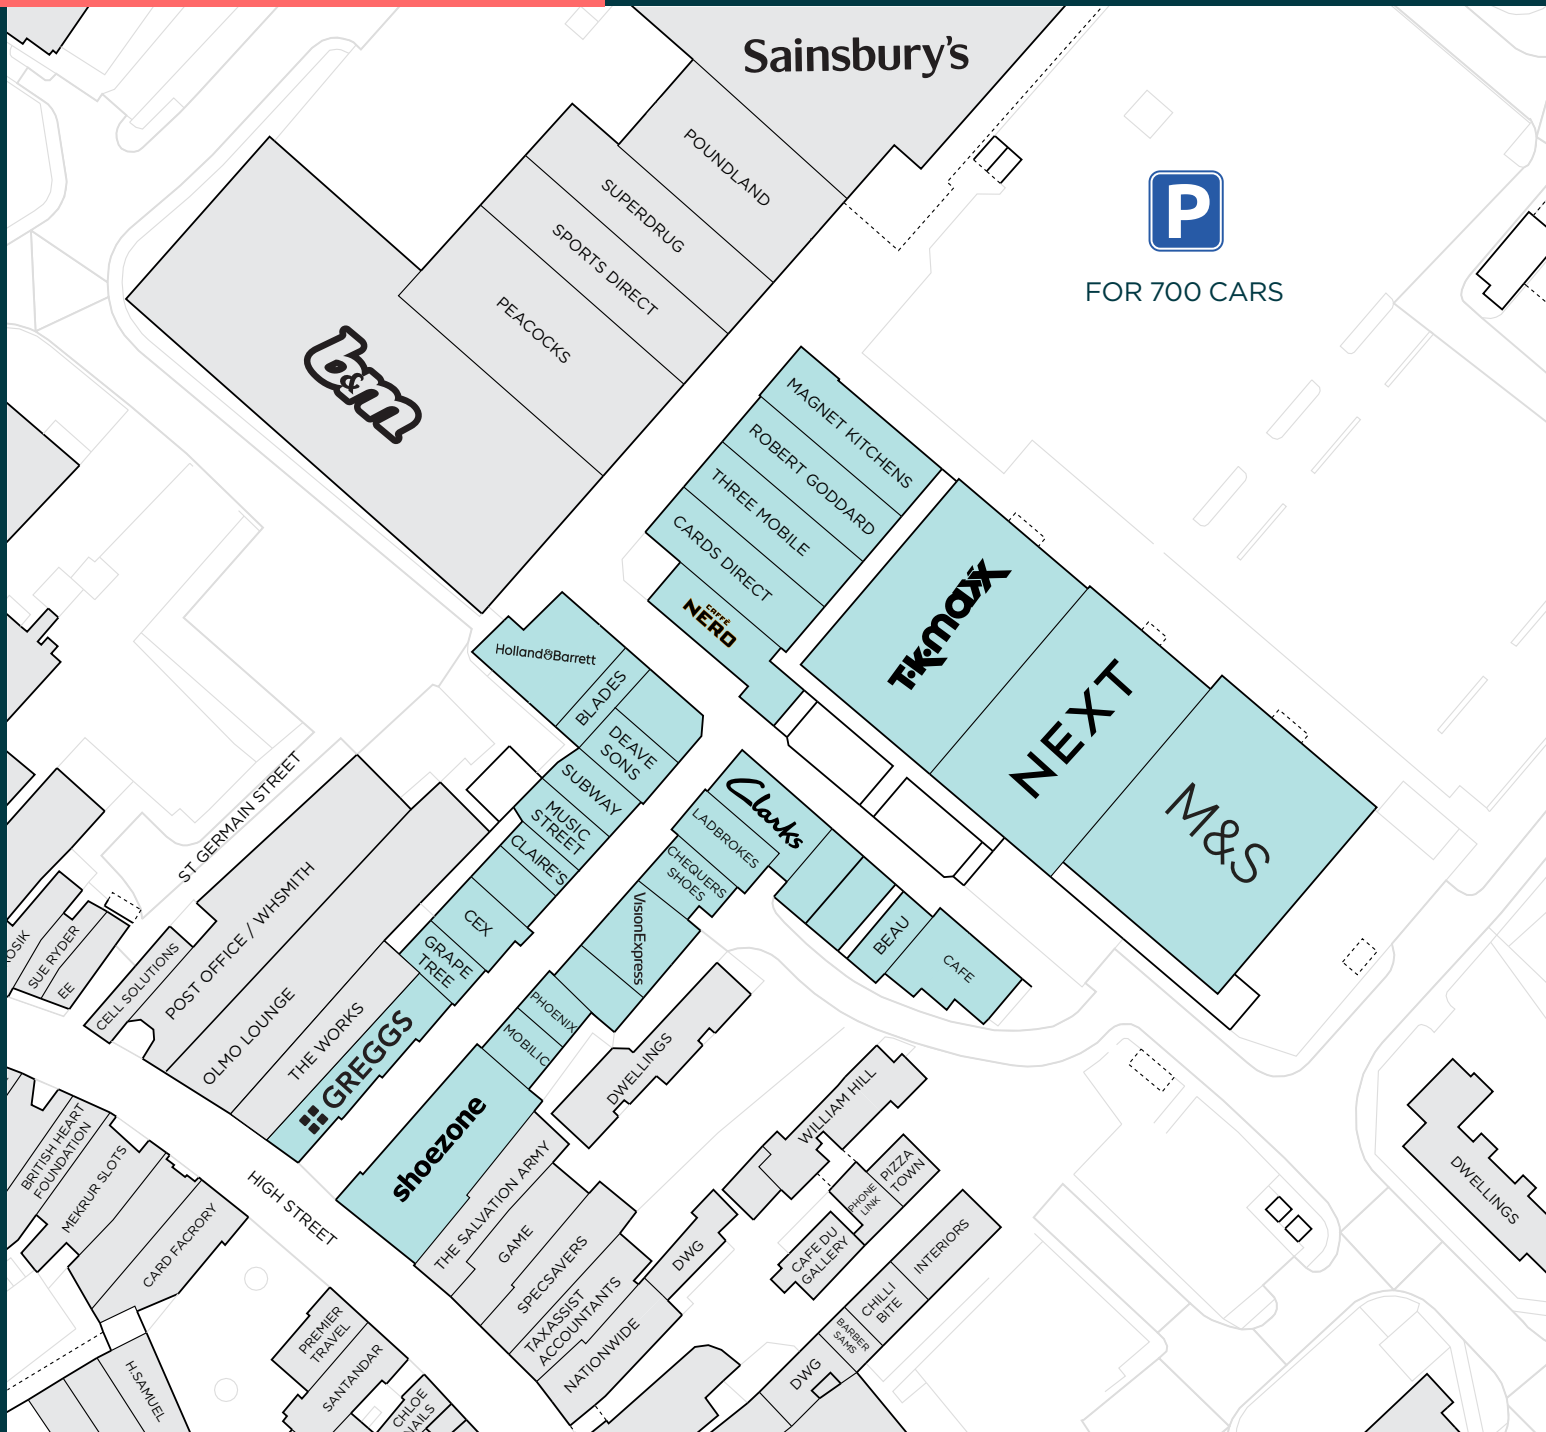 Sainsbury's
POUNDLAND
SUPERDRUG
SPORTS DIRECT
PEACOCKS
b&m
P
FOR 700 CARS
MAGNET KITCHENS
ROBERT GODDARD
THREE MOBILE
CARDS DIRECT
CAFFÈ
NERO
T.K.maxx
NEXT
M&S
Holland&Barrett
BLADES
DEAVE
SONS
SUBWAY
MUSIC
STREET
CLAIRE'S
CEX
GRAPE
TREE
GREGGS
Clarks
LADBROKES
CHEQUERS
SHOES
VisionExpress
PHOENIX
MOBILIC
shoezone
BEAU
CAFE
ST GERMAIN STREET
POST OFFICE / WHSMITH
OLMO LOUNGE
THE WORKS
CELL SOLUTIONS
OSIK
SUE RYDER
EE
HIGH STREET
BRITISH HEART
FOUNDATION
MEKRUR SLOTS
CARD FACRORY
H.SAMUEL
PREMIER
TRAVEL
SANTANDAR
CHLOE
NAILS
THE SALVATION ARMY
GAME
SPECSAVERS
TAXASSIST
ACCOUNTANTS
NATIONWIDE
DWELLINGS
DWG
WILLIAM HILL
PHONE
LINK
PIZZA
TOWN
CAFE DU
GALLERY
INTERIORS
CHILLI
BITE
BARBER
SAMS
DWG
DWELLINGS